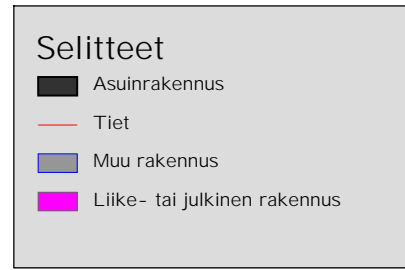 Selitteet
Asuinrakennus
Tiet
Muu rakennus
Liike- tai julkinen rakennus